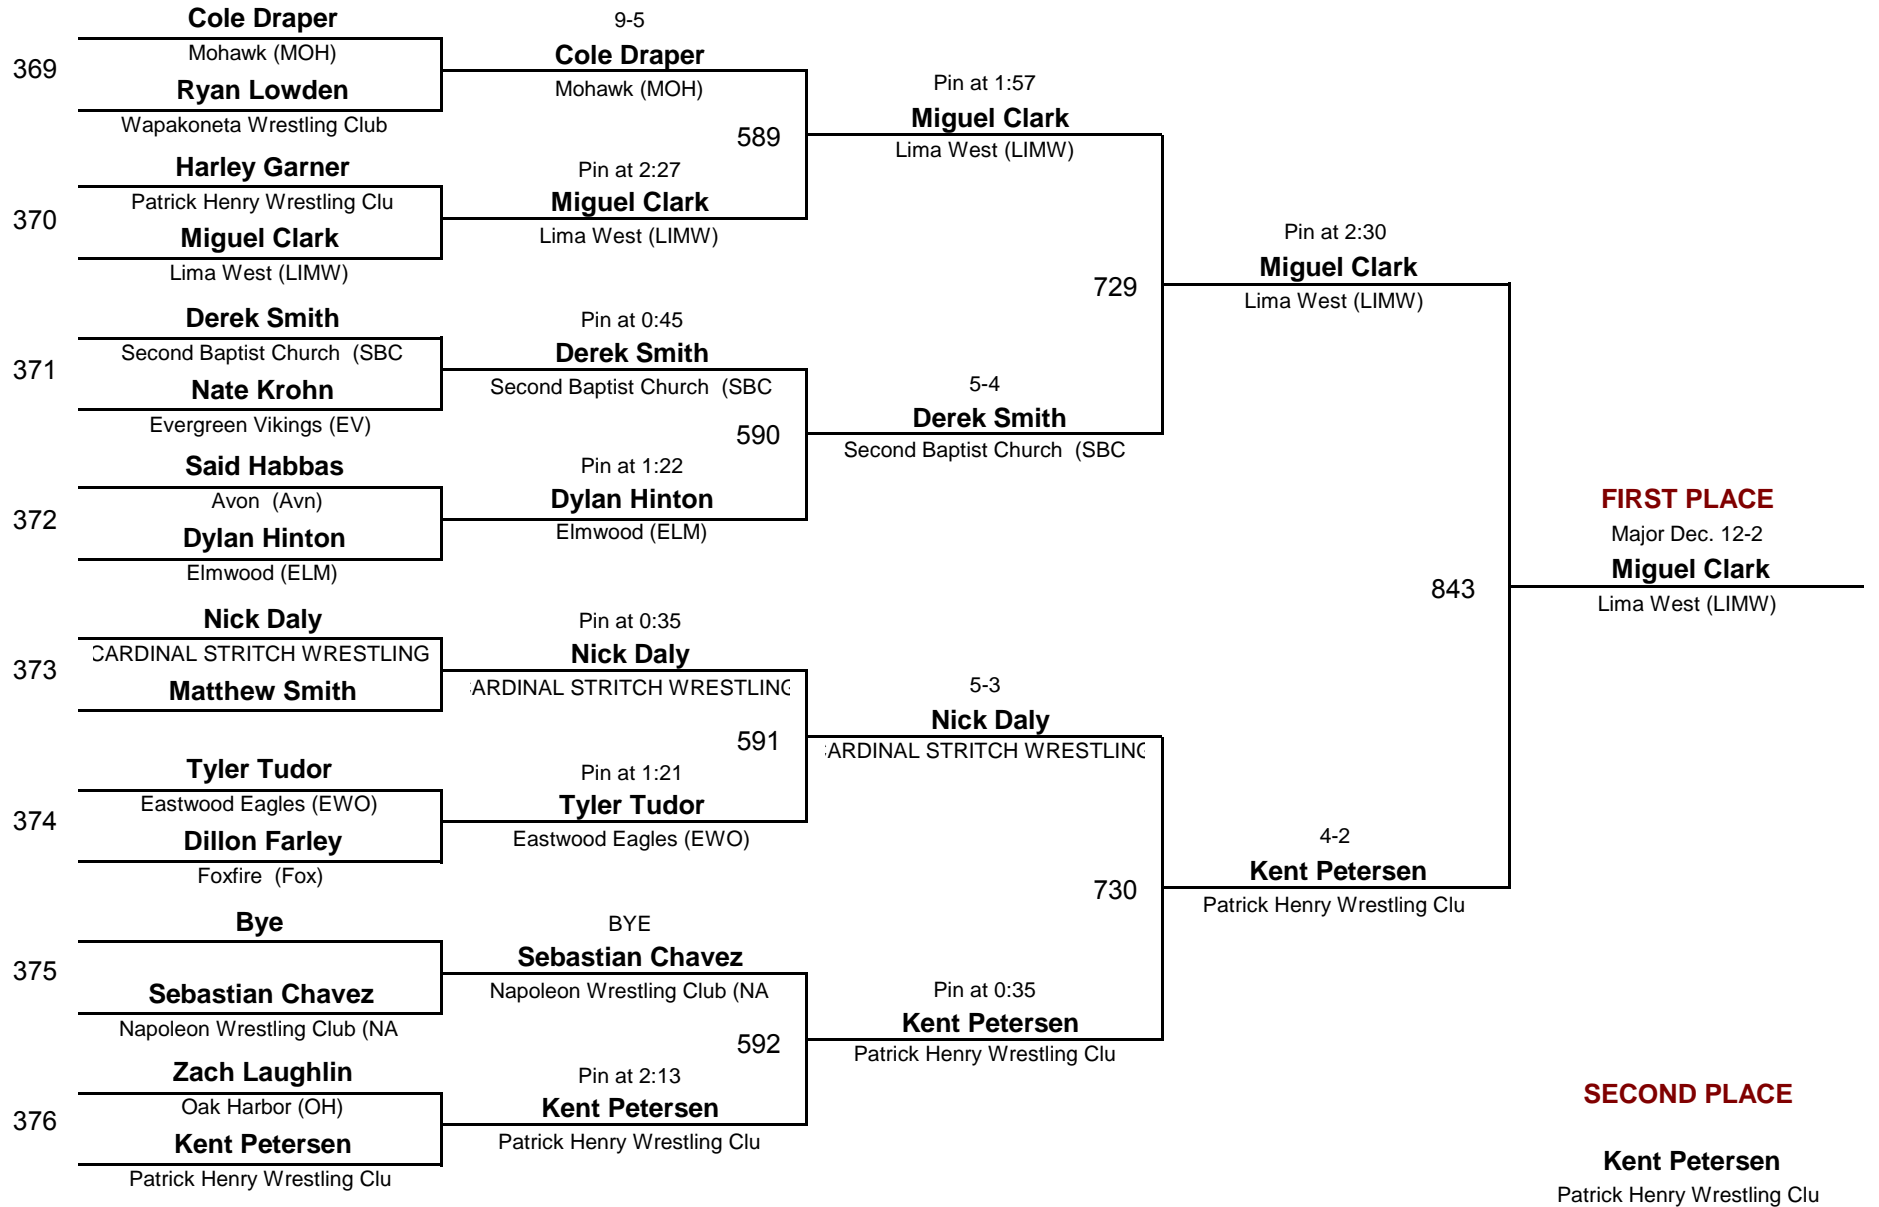 Cole Draper
Mohawk (MOH)
369
Ryan Lowden
Wapakoneta Wrestling Club
Harley Garner
Patrick Henry Wrestling Clu
370
Miguel Clark
Lima West (LIMW)
Derek Smith
Second Baptist Church  (SBC
371
Nate Krohn
Evergreen Vikings (EV)
Said Habbas
Avon  (Avn)
372
Dylan Hinton
Elmwood (ELM)
Nick Daly
CARDINAL STRITCH WRESTLING
373
Matthew Smith
Tyler Tudor
Eastwood Eagles (EWO)
374
Dillon Farley
Foxfire  (Fox)
Bye
375
Sebastian Chavez
Napoleon Wrestling Club (NA
Zach Laughlin
Oak Harbor (OH)
376
Kent Petersen
Patrick Henry Wrestling Clu
9-5
Cole Draper
Mohawk (MOH)
589
Pin at 2:27
Miguel Clark
Lima West (LIMW)
Pin at 0:45
Derek Smith
Second Baptist Church  (SBC
590
Pin at 1:22
Dylan Hinton
Elmwood (ELM)
Pin at 0:35
Nick Daly
ARDINAL STRITCH WRESTLING
591
Pin at 1:21
Tyler Tudor
Eastwood Eagles (EWO)
BYE
Sebastian Chavez
Napoleon Wrestling Club (NA
592
Pin at 2:13
Kent Petersen
Patrick Henry Wrestling Clu
Pin at 1:57
Miguel Clark
Lima West (LIMW)
729
5-4
Derek Smith
Second Baptist Church  (SBC
5-3
Nick Daly
ARDINAL STRITCH WRESTLING
730
Pin at 0:35
Kent Petersen
Patrick Henry Wrestling Clu
Pin at 2:30
Miguel Clark
Lima West (LIMW)
843
4-2
Kent Petersen
Patrick Henry Wrestling Clu
FIRST PLACE
Major Dec. 12-2
Miguel Clark
Lima West (LIMW)
SECOND PLACE
Kent Petersen
Patrick Henry Wrestling Clu